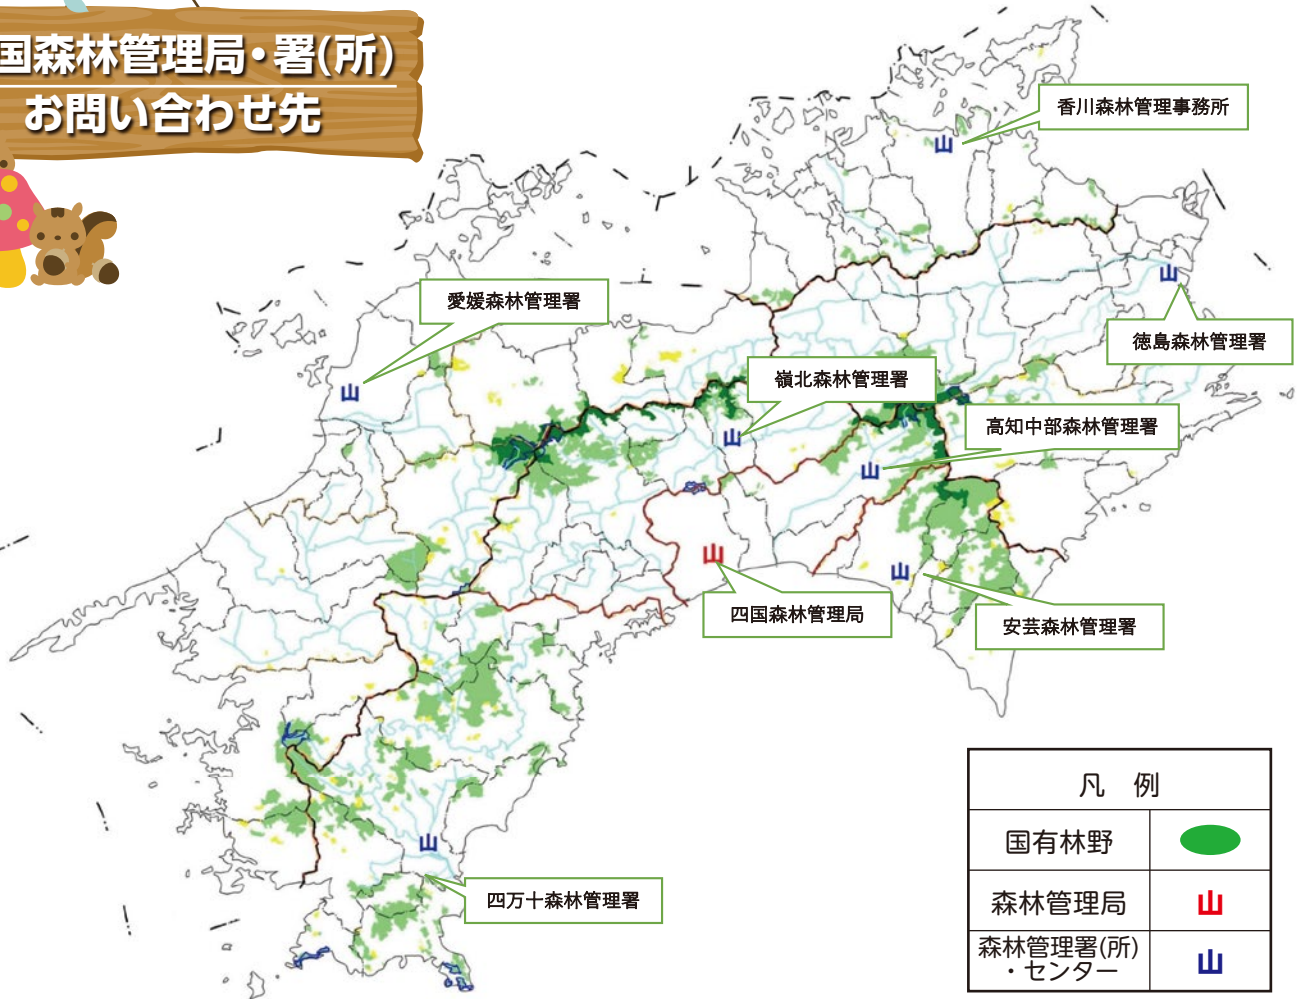 国森林管理局・署(所)
お問い合わせ先
香川森林管理事務所
愛媛森林管理署
徳島森林管理署
嶺北森林管理署
高知中部森林管理署
四国森林管理局
安芸森林管理署
四万十森林管理署
山
山
山
山
山
山
山
山
凡 例
国有林野
森林管理局 山
森林管理署(所) 山
・センター